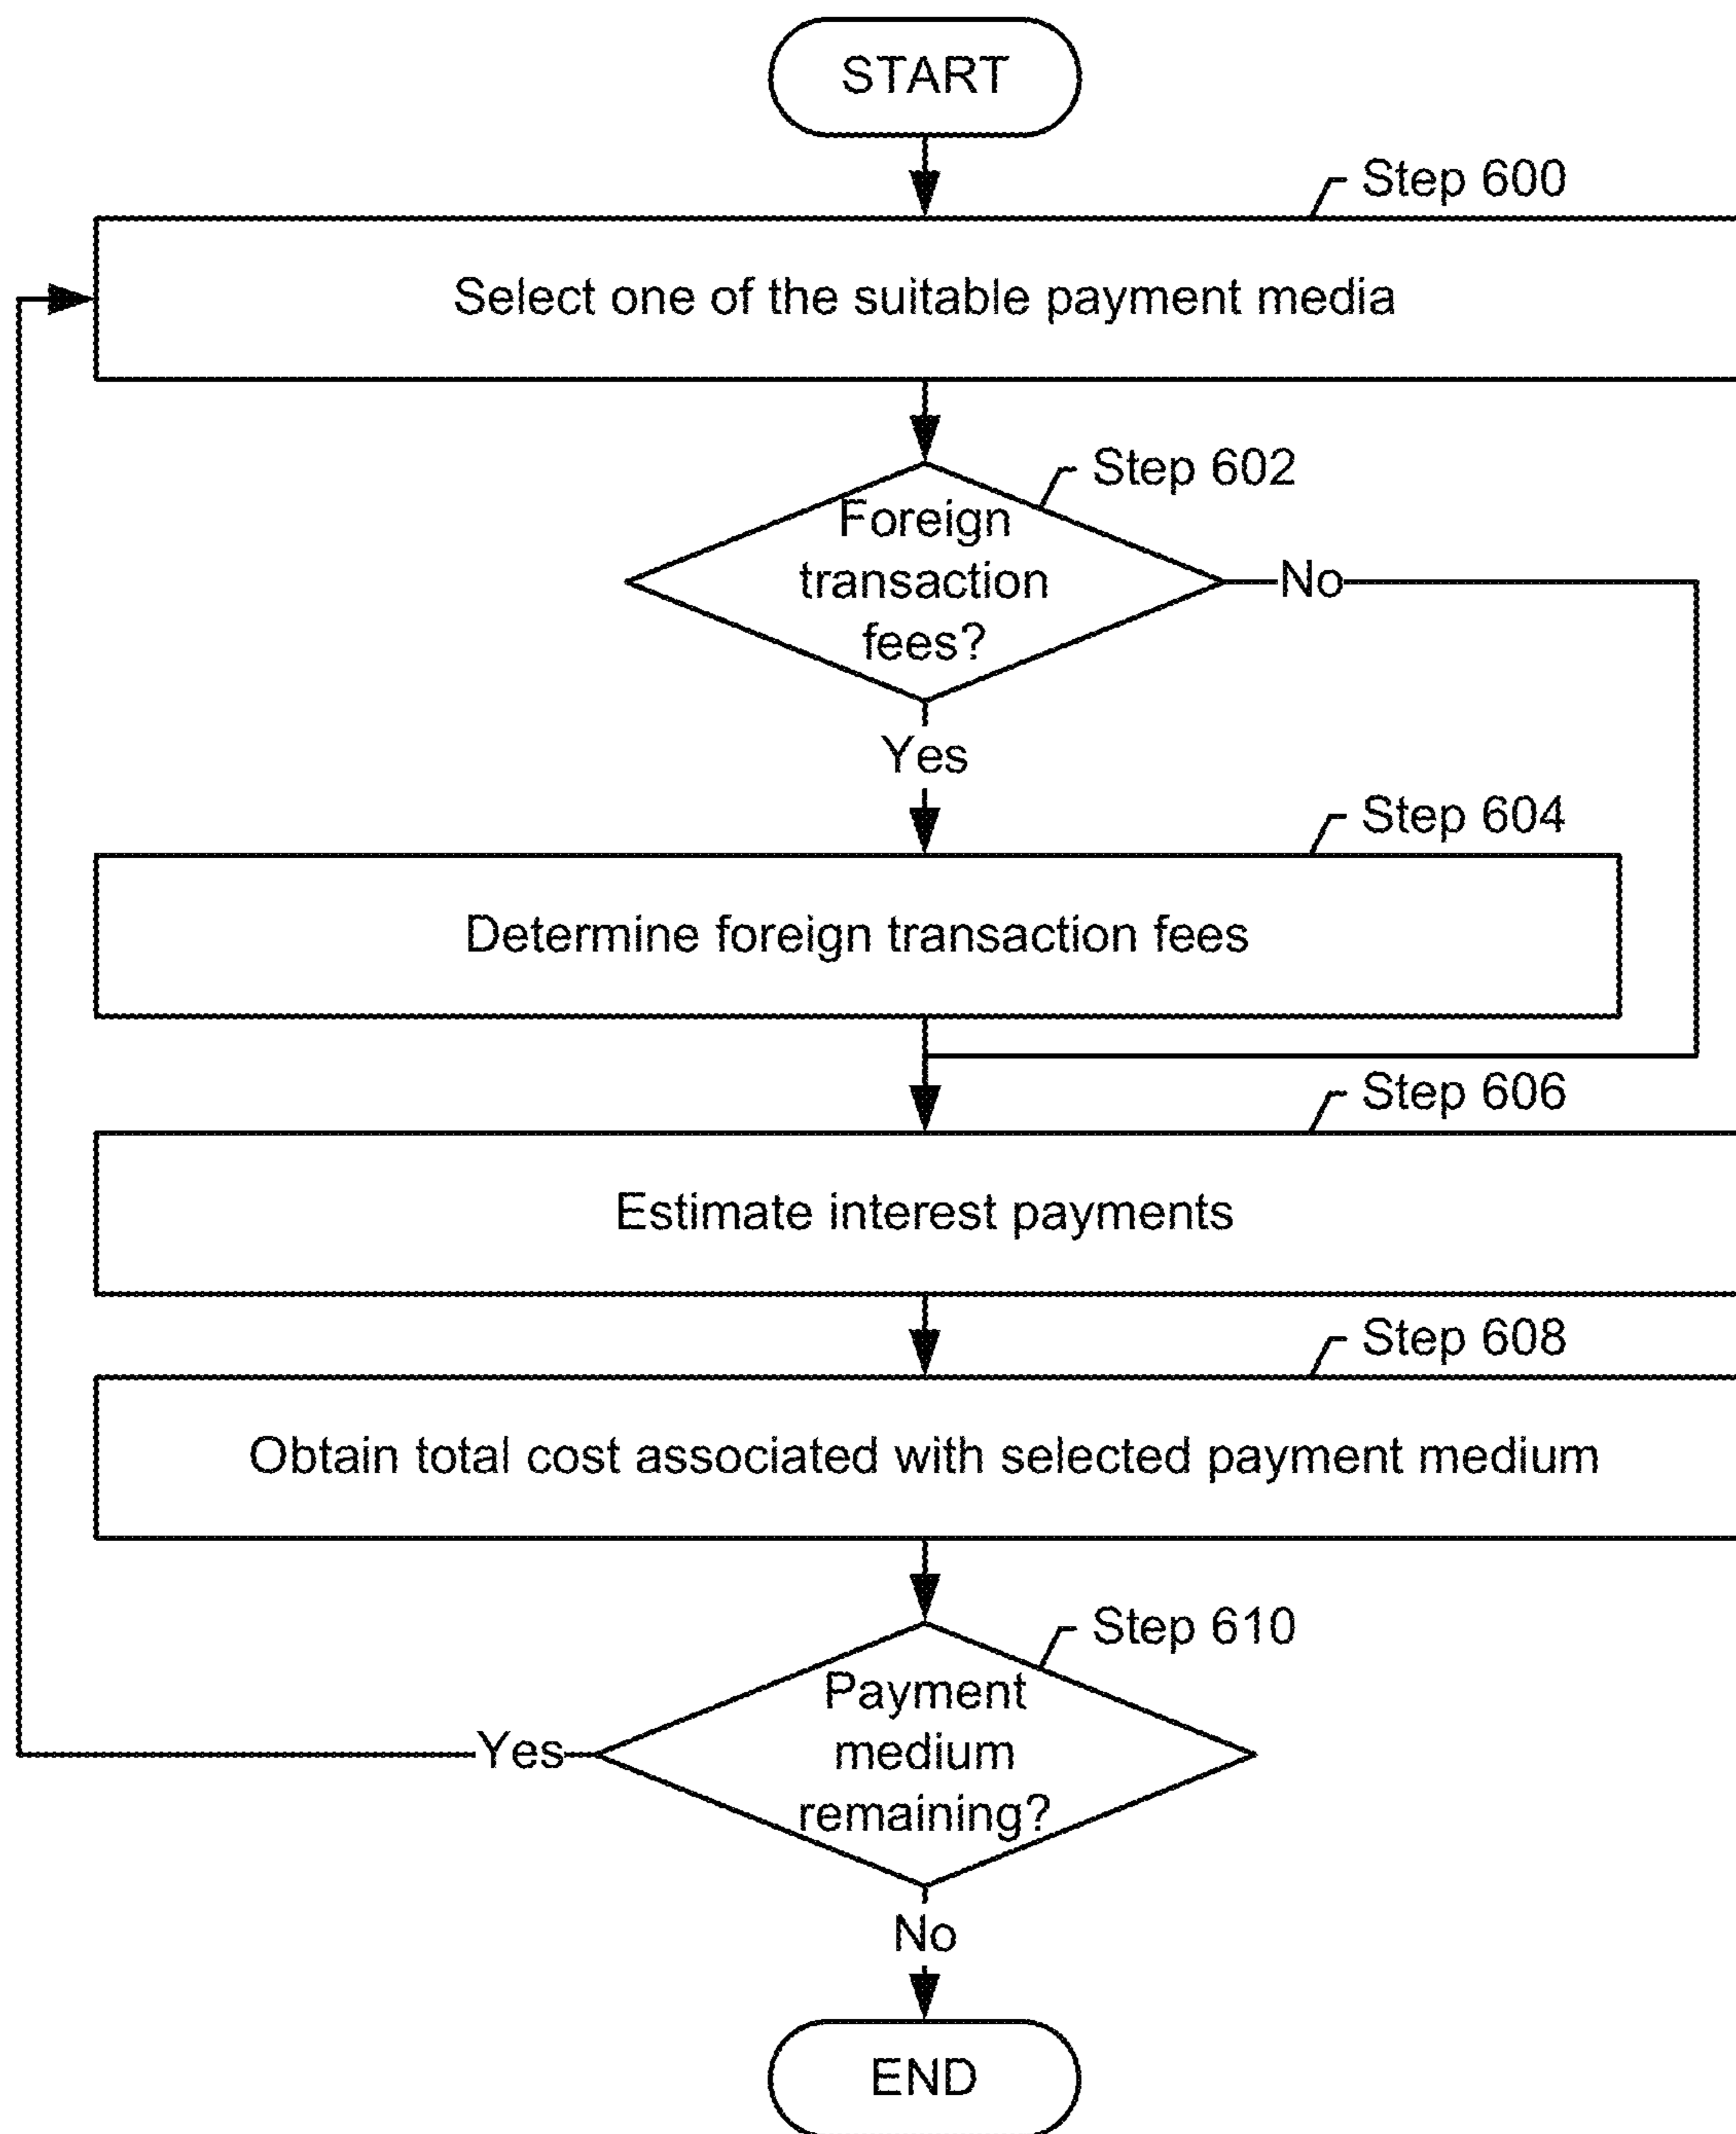 START
Step 600
Select one of the suitable payment media
Step 602
Foreign
transaction
fees?
No
Yes
Step 604
Determine foreign transaction fees
Step 606
Estimate interest payments
Step 608
Obtain total cost associated with selected payment medium
Step 610
Payment
medium
remaining?
Yes
No
END